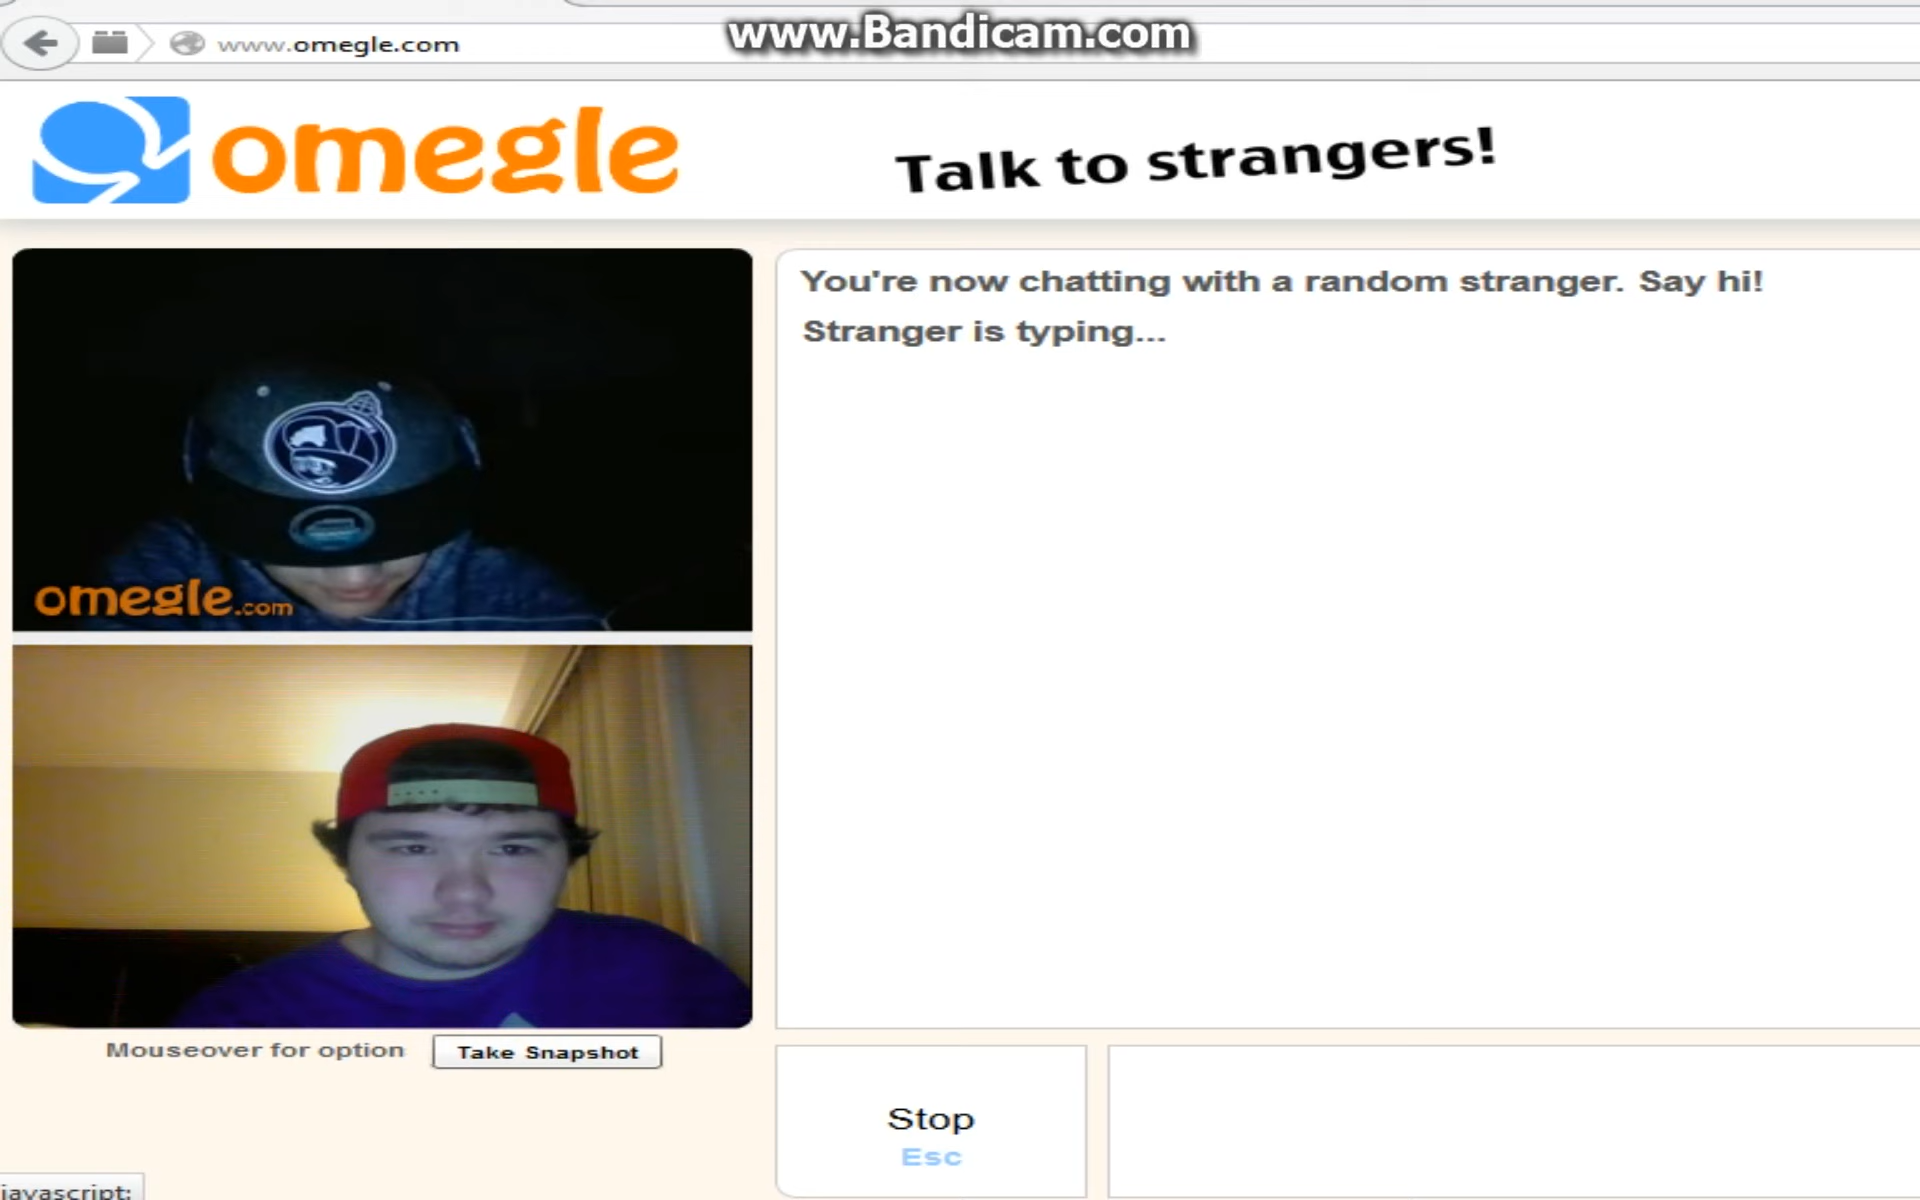 www.Bandicam.com
www.omegle.com
omegle
Talk to strangers!
You're now chatting with a random stranger. Say hi!
Stranger is typing...
omegle.com
Mouseover for option
Take Snapshot
Stop
Esc
javascript: